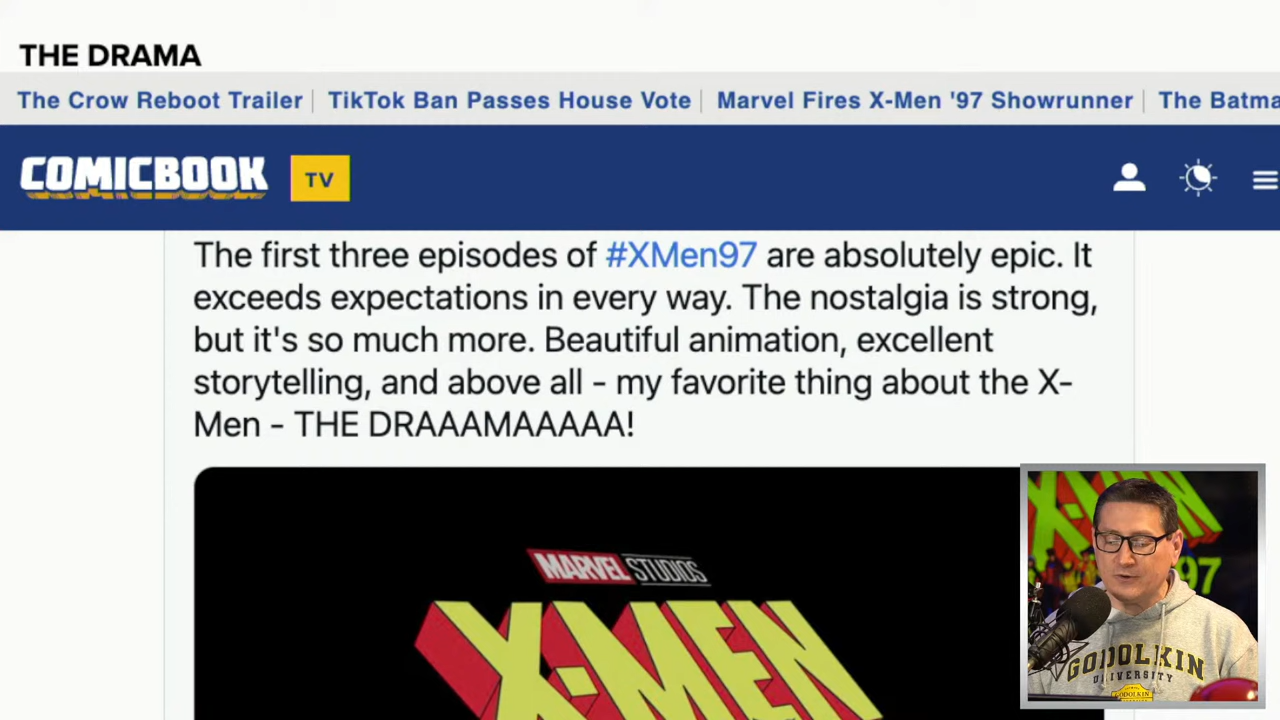 THE DRAMA
The Crow Reboot Trailer TikTok Ban Passes House Vote Marvel Fires X-Men '97 Showrunner The Batma
COMICBOOK TV
The first three episodes of #XMen97 are absolutely epic. It
exceeds expectations in every way. The nostalgia is strong,
but it's so much more. Beautiful animation, excellent
storytelling, and above all - my favorite thing about the X-
Men - THE DRAAAMAAAAA!
MARVEL STUDIOS
X-MEN
X-MEN
97
GODOLKIN
UNIVERSITY
GODOLKIN